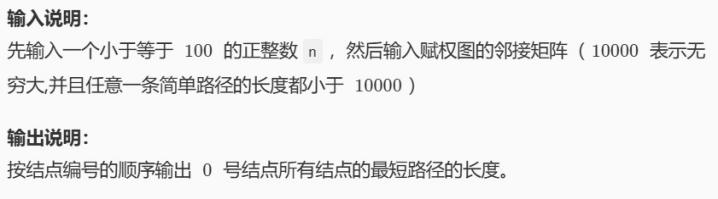 输入说明：
先输入一个小于等于 100 的正整数 n ，然后输入赋权图的邻接矩阵（ 10000 表示无
穷大,并且任意一条简单路径的长度都小于 10000 ）
输出说明：
按结点编号的顺序输出 0 号结点所有结点的最短路径的长度。